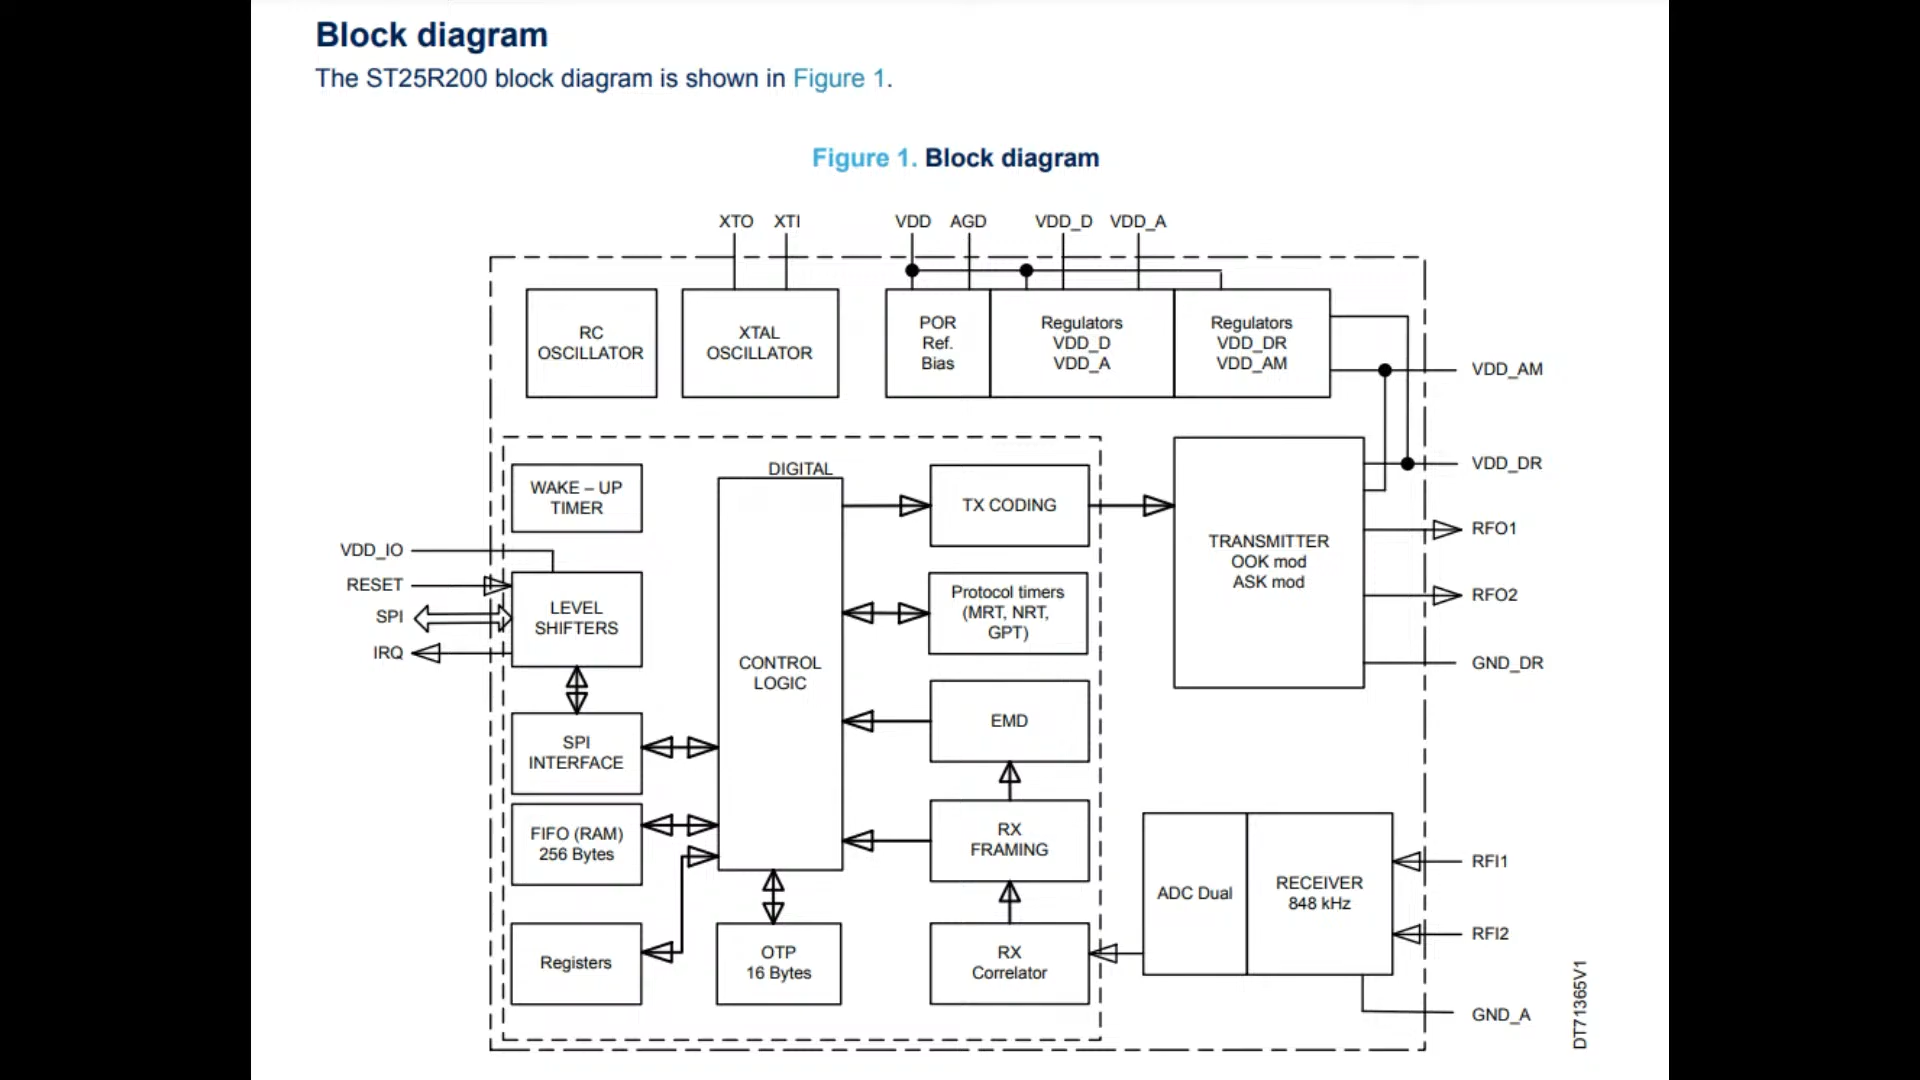 Block diagram
The ST25R200 block diagram is shown in Figure 1.
Figure 1. Block diagram
XTO XTI VDD AGD VDD_D VDD_A
RC
OSCILLATOR
XTAL
OSCILLATOR
POR
Ref.
Bias
Regulators
VDD_D
VDD_A
Regulators
VDD_DR
VDD_AM
VDD_AM
VDD_DR
RFO1
RFO2
GND_DR
DIGITAL
WAKE – UP
TIMER
VDD_IO
RESET
SPI
IRQ
LEVEL
SHIFTERS
SPI
INTERFACE
FIFO (RAM)
256 Bytes
Registers
CONTROL
LOGIC
OTP
16 Bytes
TX CODING
Protocol timers
(MRT, NRT,
GPT)
EMD
RX
FRAMING
RX
Correlator
TRANSMITTER
OOK mod
ASK mod
ADC Dual
RECEIVER
848 kHz
RFI1
RFI2
GND_A
DT71365V1